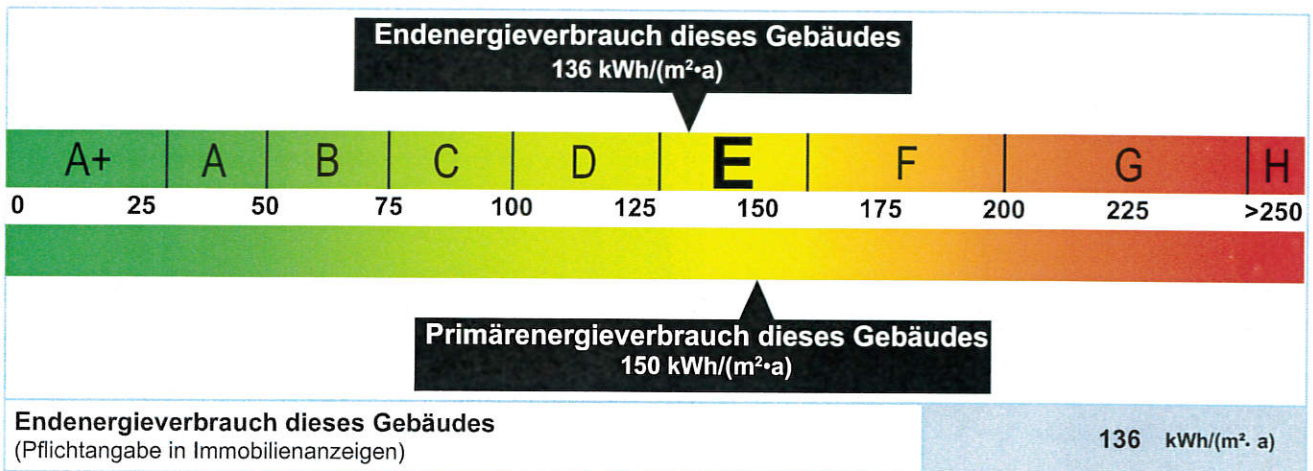 Endenergieverbrauch dieses Gebäudes
136 kWh/(m²•a)
A+ A B C D E F G H
0 25 50 75 100 125 150 175 200 225 >250
Primärenergieverbrauch dieses Gebäudes
150 kWh/(m²•a)
Endenergieverbrauch dieses Gebäudes
(Pflichtangabe in Immobilienanzeigen)
136 kWh/(m²· a)